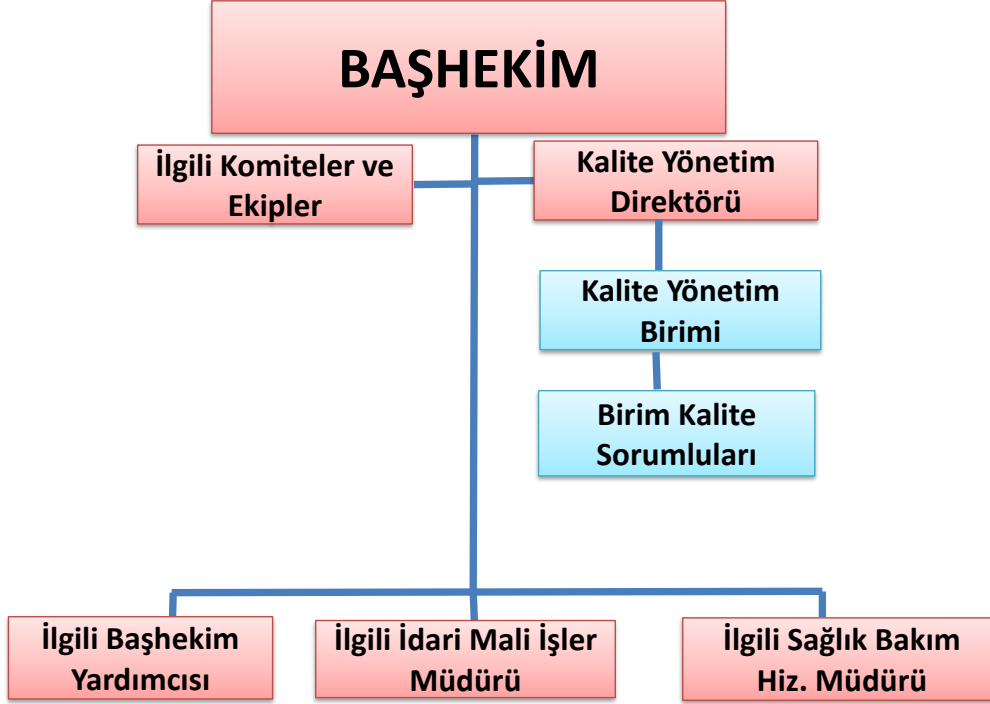 BAŞHEKİM
İlgili Komiteler ve
Ekipler
Kalite Yönetim
Direktörü
Kalite Yönetim
Birimi
Birim Kalite
Sorumluları
İlgili Başhekim
Yardımcısı
İlgili İdari Mali İşler
Müdürü
İlgili Sağlık Bakım
Hiz. Müdürü